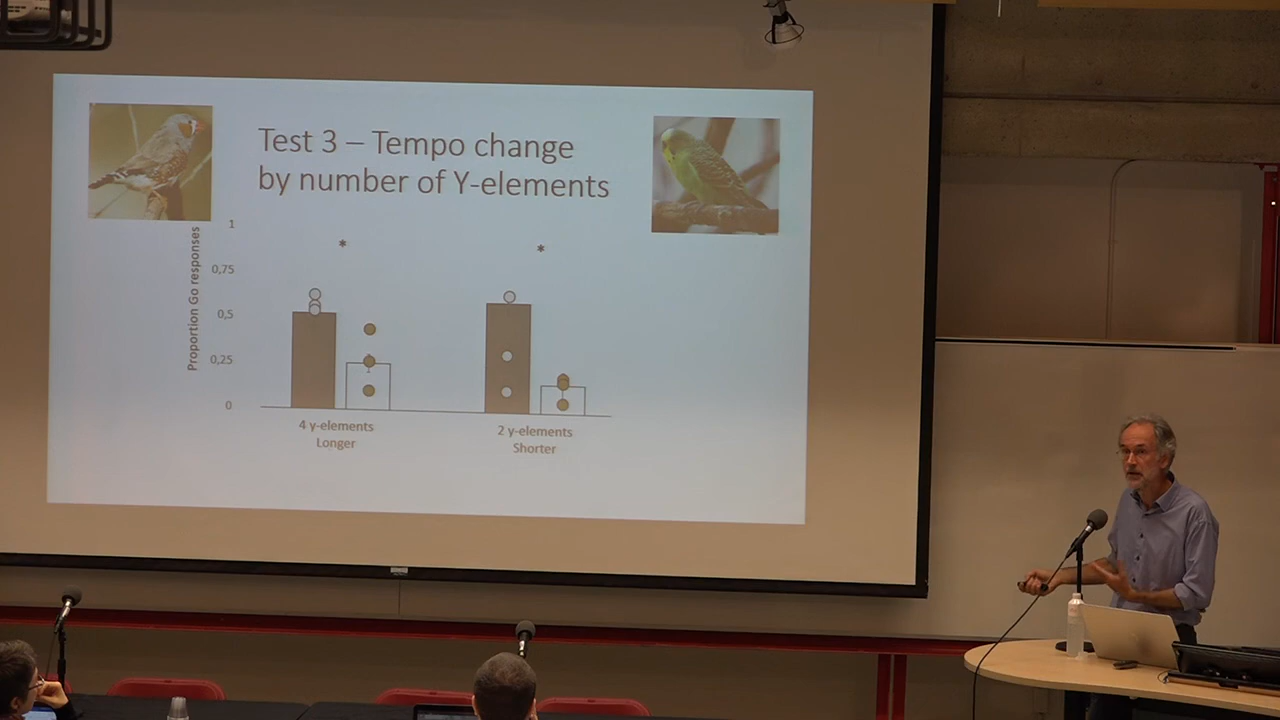 Test 3 – Tempo change
by number of Y-elements
Proportion Go responses
1
0,75
0,5
0,25
0
*
*
4 y-elements
Longer
2 y-elements
Shorter